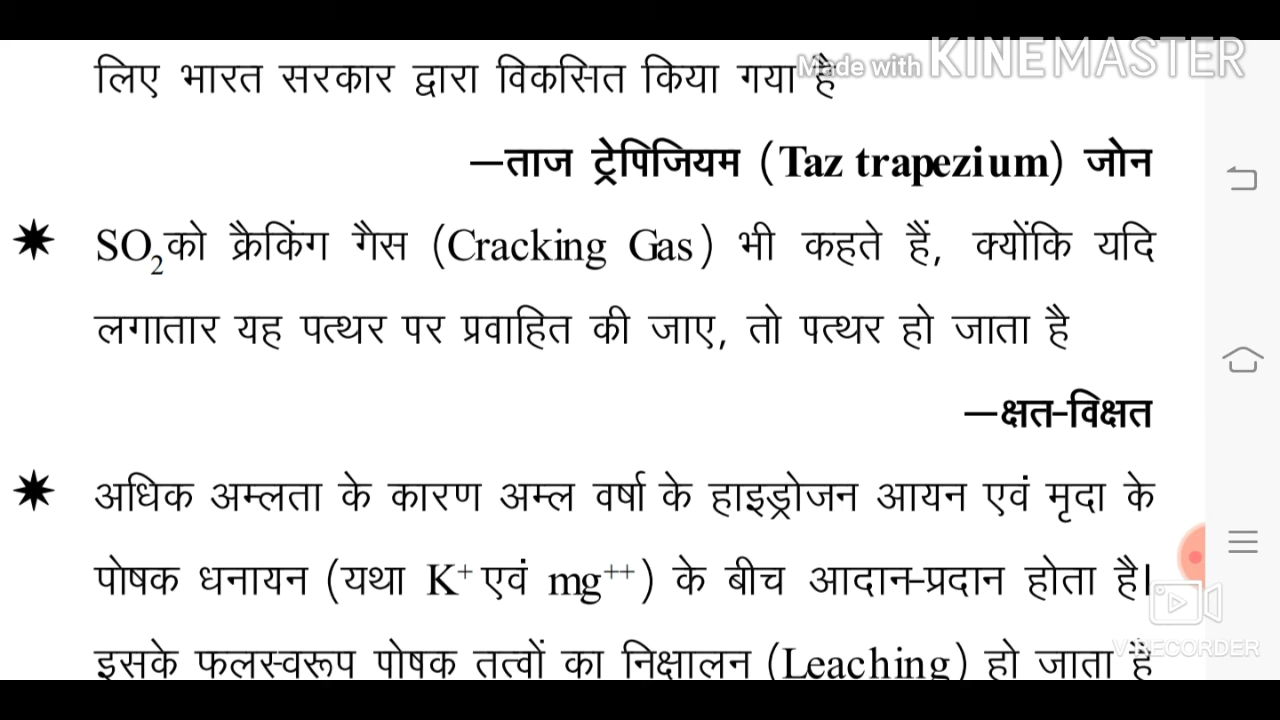 लिए भारत सरकार द्वारा विकसित किया गया है
Made with KINEMASTER
—ताज ट्रेपिजियम (Taz trapezium) जोन
✷ SO₂को क्रैकिंग गैस (Cracking Gas) भी कहते हैं, क्योंकि यदि
लगातार यह पत्थर पर प्रवाहित की जाए, तो पत्थर हो जाता है
—क्षत-विक्षत
✷ अधिक अम्लता के कारण अम्ल वर्षा के हाइड्रोजन आयन एवं मृदा के
पोषक धनायन (यथा K⁺ एवं mg⁺⁺) के बीच आदान-प्रदान होता है।
इसके फलस्वरूप पोषक तत्वों का निक्षालन (Leaching) हो जाता है
VIRECORDER